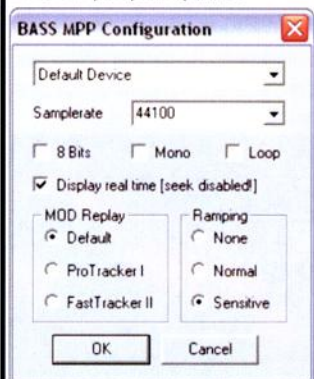 BASS MPP Configuration
Default Device
Samplerate 44100
8 Bits Mono Loop
Display real time [seek disabled!]
MOD Replay
Default
ProTracker I
FastTracker II
Ramping
None
Normal
Sensitive
OK Cancel